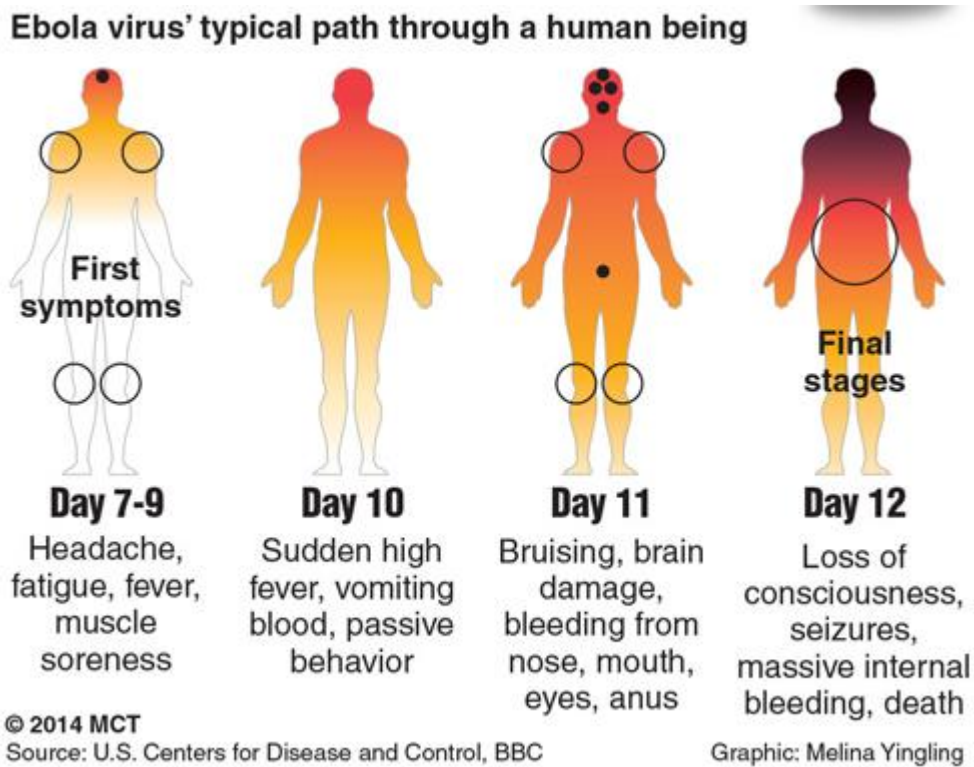 Ebola virus’ typical path through a human being
First
symptoms
Final
stages
Day 7-9
Headache,
fatigue, fever,
muscle
soreness
Day 10
Sudden high
fever, vomiting
blood, passive
behavior
Day 11
Bruising, brain
damage,
bleeding from
nose, mouth,
eyes, anus
Day 12
Loss of
consciousness,
seizures,
massive internal
bleeding, death
© 2014 MCT
Source: U.S. Centers for Disease and Control, BBC
Graphic: Melina Yingling